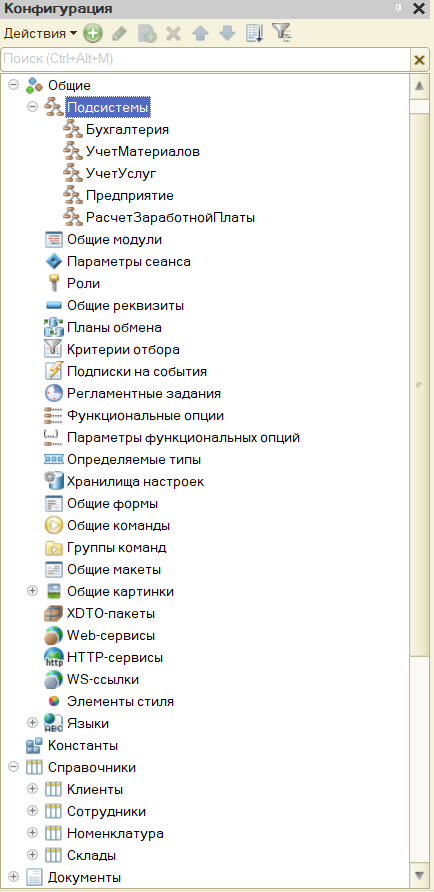 Конфигурация
Действия
Поиск (Ctrl+Alt+M)
Общие
Подсистемы
Бухгалтерия
УчетМатериалов
УчетУслуг
Предприятие
РасчетЗаработнойПлаты
Общие модули
Параметры сеанса
Роли
Общие реквизиты
Планы обмена
Критерии отбора
Подписки на события
Регламентные задания
Функциональные опции
Параметры функциональных опций
Определяемые типы
Хранилища настроек
Общие формы
Общие команды
Группы команд
Общие макеты
Общие картинки
XDTO-пакеты
Web-сервисы
HTTP-сервисы
WS-ссылки
Элементы стиля
Языки
Константы
Справочники
Клиенты
Сотрудники
Номенклатура
Склады
Документы